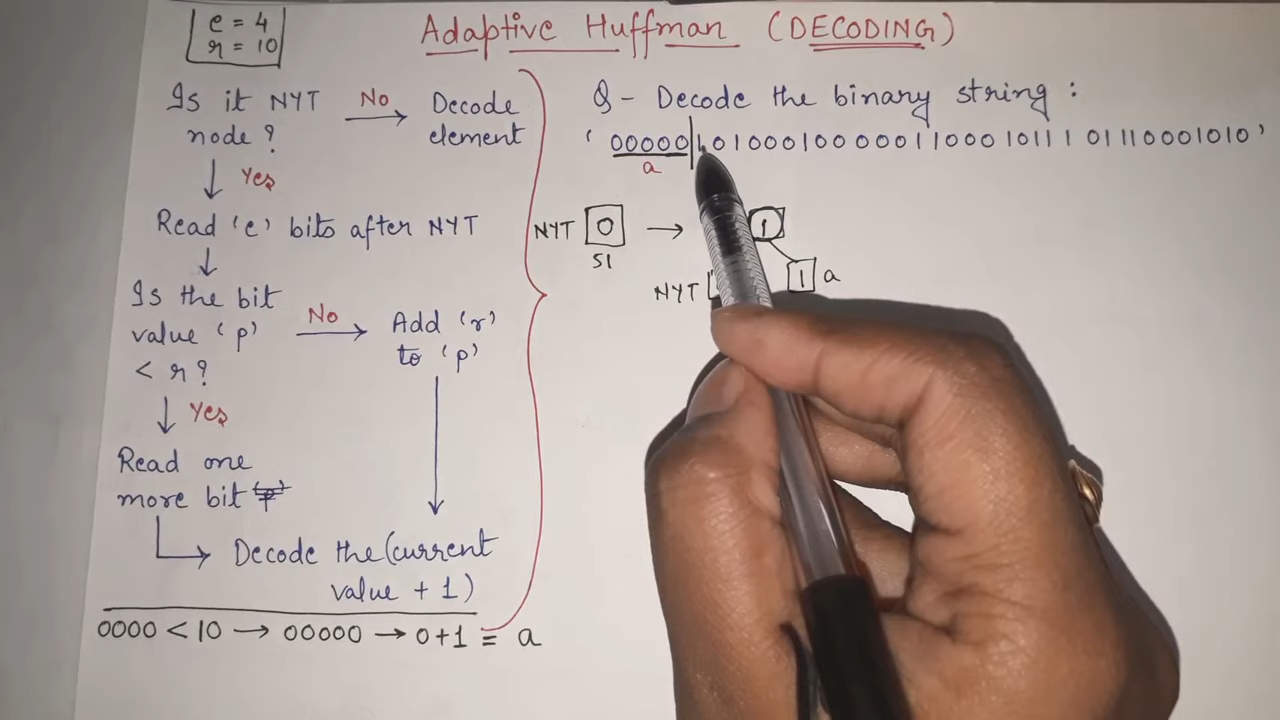 e = 4
r = 10
Adaptive Huffman (DECODING)
Is it NYT node ?
No
Decode element
Yes
Read 'e' bits after NYT
Is the bit value 'p' < r ?
No
Add 'r' to 'p'
Yes
Read one more bit
Decode the (current value + 1)
0000 < 10 → 00000 → 0+1 = a
Q - Decode the binary string :
' 00000 | 1010001000000110001011101110001010 '
a
NYT 0 →
51
1
1 a
NYT